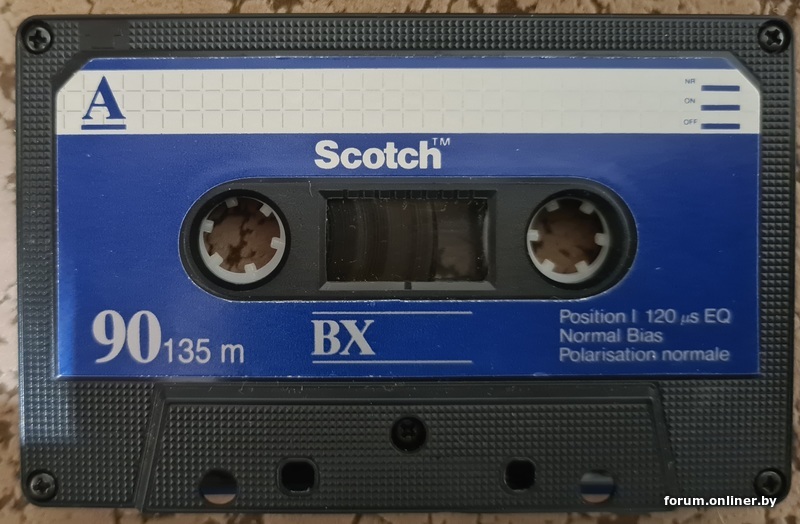 A
NR
ON
OFF
Scotch™
90 135 m
BX
Position I 120 μs EQ
Normal Bias
Polarisation normale
forum.onliner.by